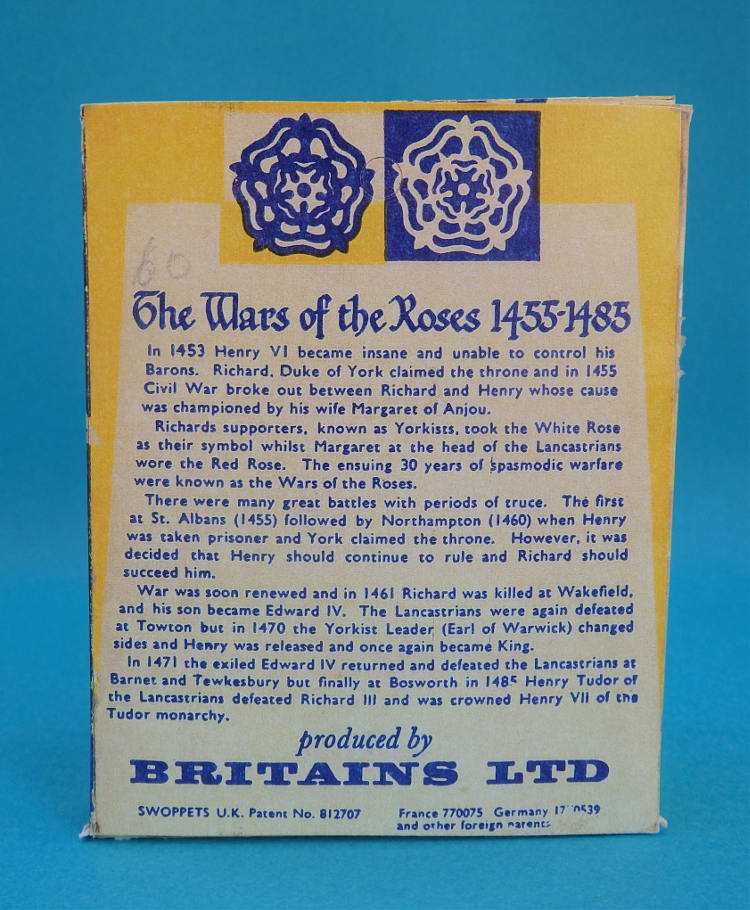 60
The Wars of the Roses 1455-1485
In 1453 Henry VI became insane and unable to control his
Barons. Richard, Duke of York claimed the throne and in 1455
Civil War broke out between Richard and Henry whose cause
was championed by his wife Margaret of Anjou.
Richards supporters, known as Yorkists, took the White Rose
as their symbol whilst Margaret at the head of the Lancastrians
wore the Red Rose. The ensuing 30 years of spasmodic warfare
were known as the Wars of the Roses.
There were many great battles with periods of truce. The first
at St. Albans (1455) followed by Northampton (1460) when Henry
was taken prisoner and York claimed the throne. However, it was
decided that Henry should continue to rule and Richard should
succeed him.
War was soon renewed and in 1461 Richard was killed at Wakefield,
and his son became Edward IV. The Lancastrians were again defeated
at Towton but in 1470 the Yorkist Leader (Earl of Warwick) changed
sides and Henry was released and once again became King.
In 1471 the exiled Edward IV returned and defeated the Lancastrians at
Barnet and Tewkesbury but finally at Bosworth in 1485 Henry Tudor of
the Lancastrians defeated Richard III and was crowned Henry VII of the
Tudor monarchy.
produced by
BRITAINS LTD
SWOPPETS U.K. Patent No. 812707 France 770075 Germany
and other foreign patents